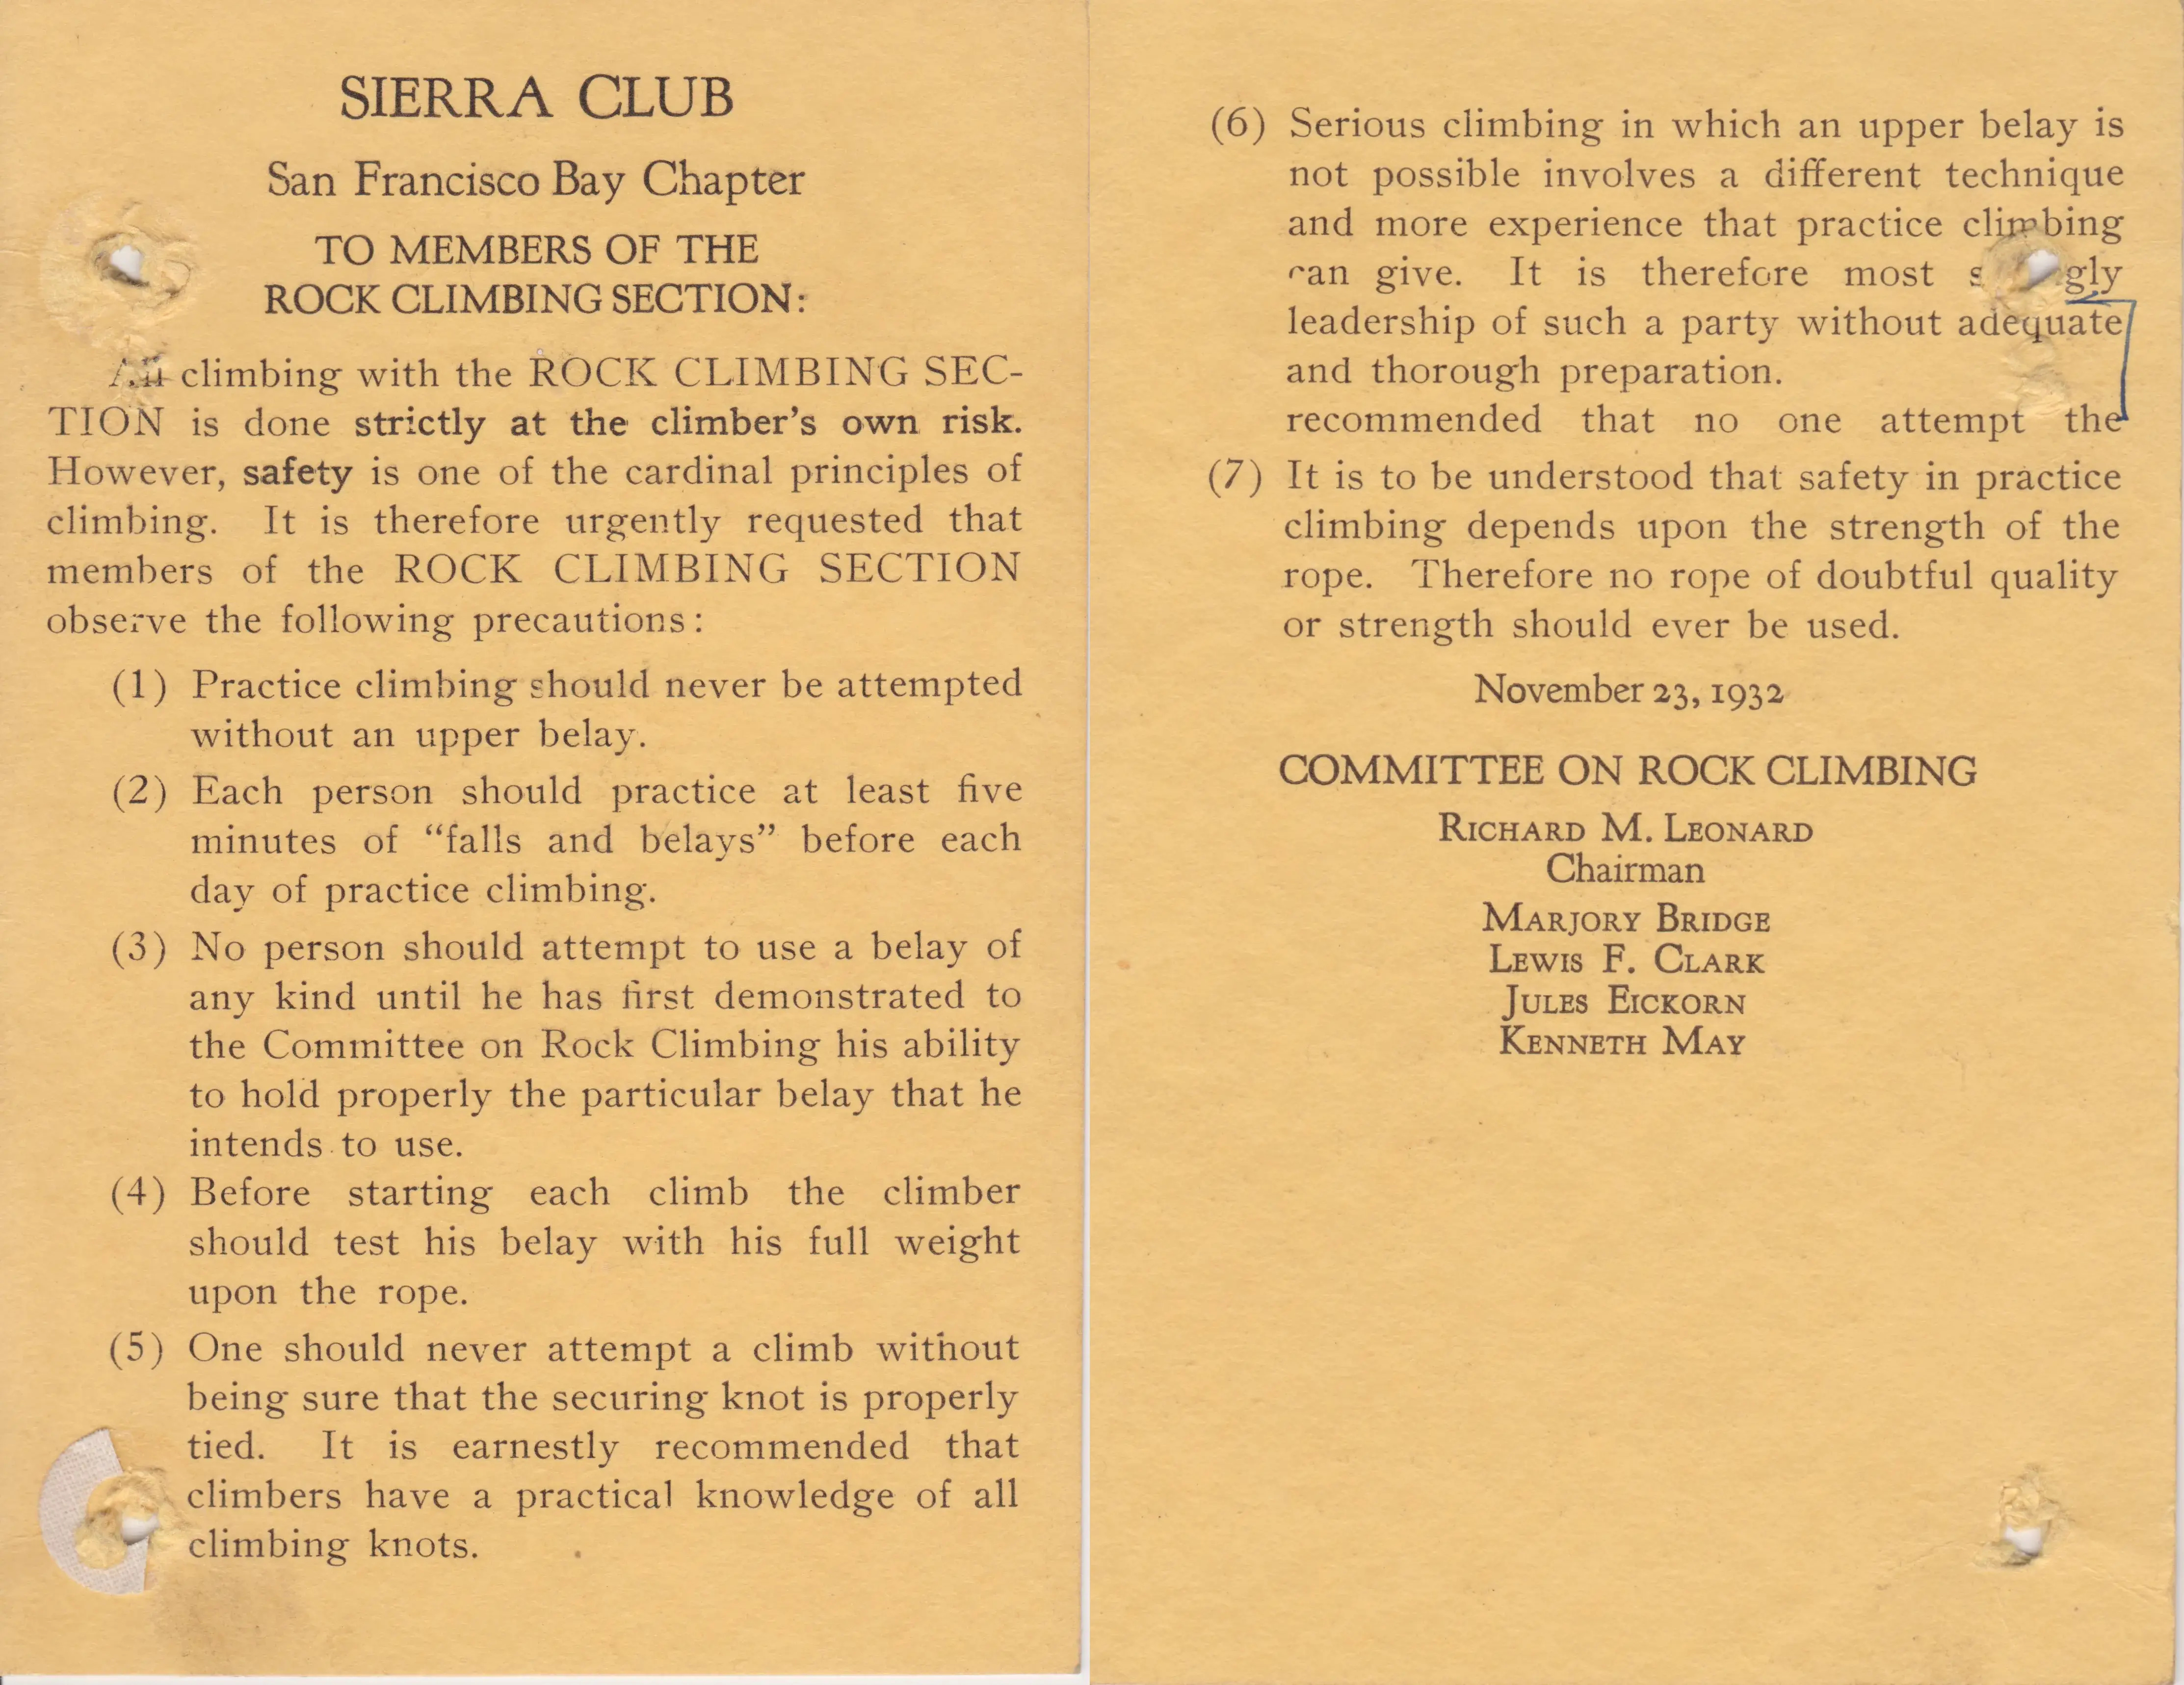 SIERRA CLUB
San Francisco Bay Chapter
TO MEMBERS OF THE
ROCK CLIMBING SECTION:
All climbing with the ROCK CLIMBING SEC-
TION is done strictly at the climber's own risk.
However, safety is one of the cardinal principles of
climbing. It is therefore urgently requested that
members of the ROCK CLIMBING SECTION
observe the following precautions:
(1) Practice climbing should never be attempted
without an upper belay.
(2) Each person should practice at least five
minutes of “falls and belays” before each
day of practice climbing.
(3) No person should attempt to use a belay of
any kind until he has first demonstrated to
the Committee on Rock Climbing his ability
to hold properly the particular belay that he
intends to use.
(4) Before starting each climb the climber
should test his belay with his full weight
upon the rope.
(5) One should never attempt a climb without
being sure that the securing knot is properly
tied. It is earnestly recommended that
climbers have a practical knowledge of all
climbing knots.
(6) Serious climbing in which an upper belay is
not possible involves a different technique
and more experience that practice climbing
can give. It is therefore most
leadership of such a party without adequate
and thorough preparation.
recommended that no one attempt the
(7) It is to be understood that safety in practice
climbing depends upon the strength of the
rope. Therefore no rope of doubtful quality
or strength should ever be used.
November 23, 1932
COMMITTEE ON ROCK CLIMBING
RICHARD M. LEONARD
Chairman
MARJORY BRIDGE
LEWIS F. CLARK
JULES EICKORN
KENNETH MAY